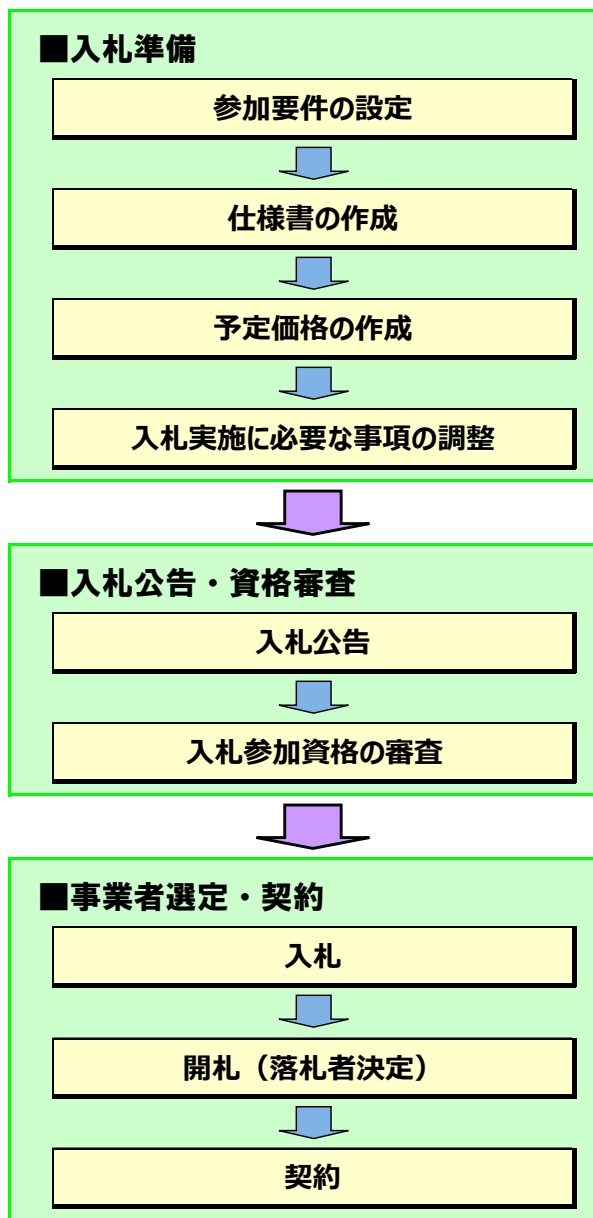 ■入札準備
参加要件の設定
仕様書の作成
予定価格の作成
入札実施に必要な事項の調整
■入札公告・資格審査
入札公告
入札参加資格の審査
■事業者選定・契約
入札
開札（落札者決定）
契約